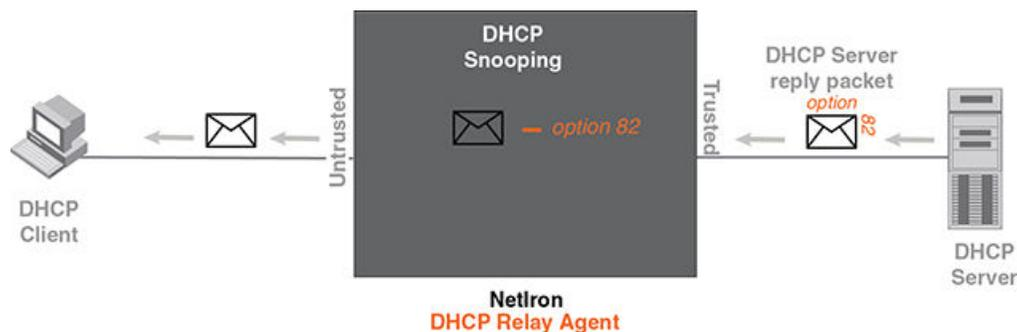 DHCP
Snooping
DHCP Server
reply packet
option
82
– option 82
Untrusted
Trusted
DHCP
Client
DHCP
Server
NetIron
DHCP Relay Agent